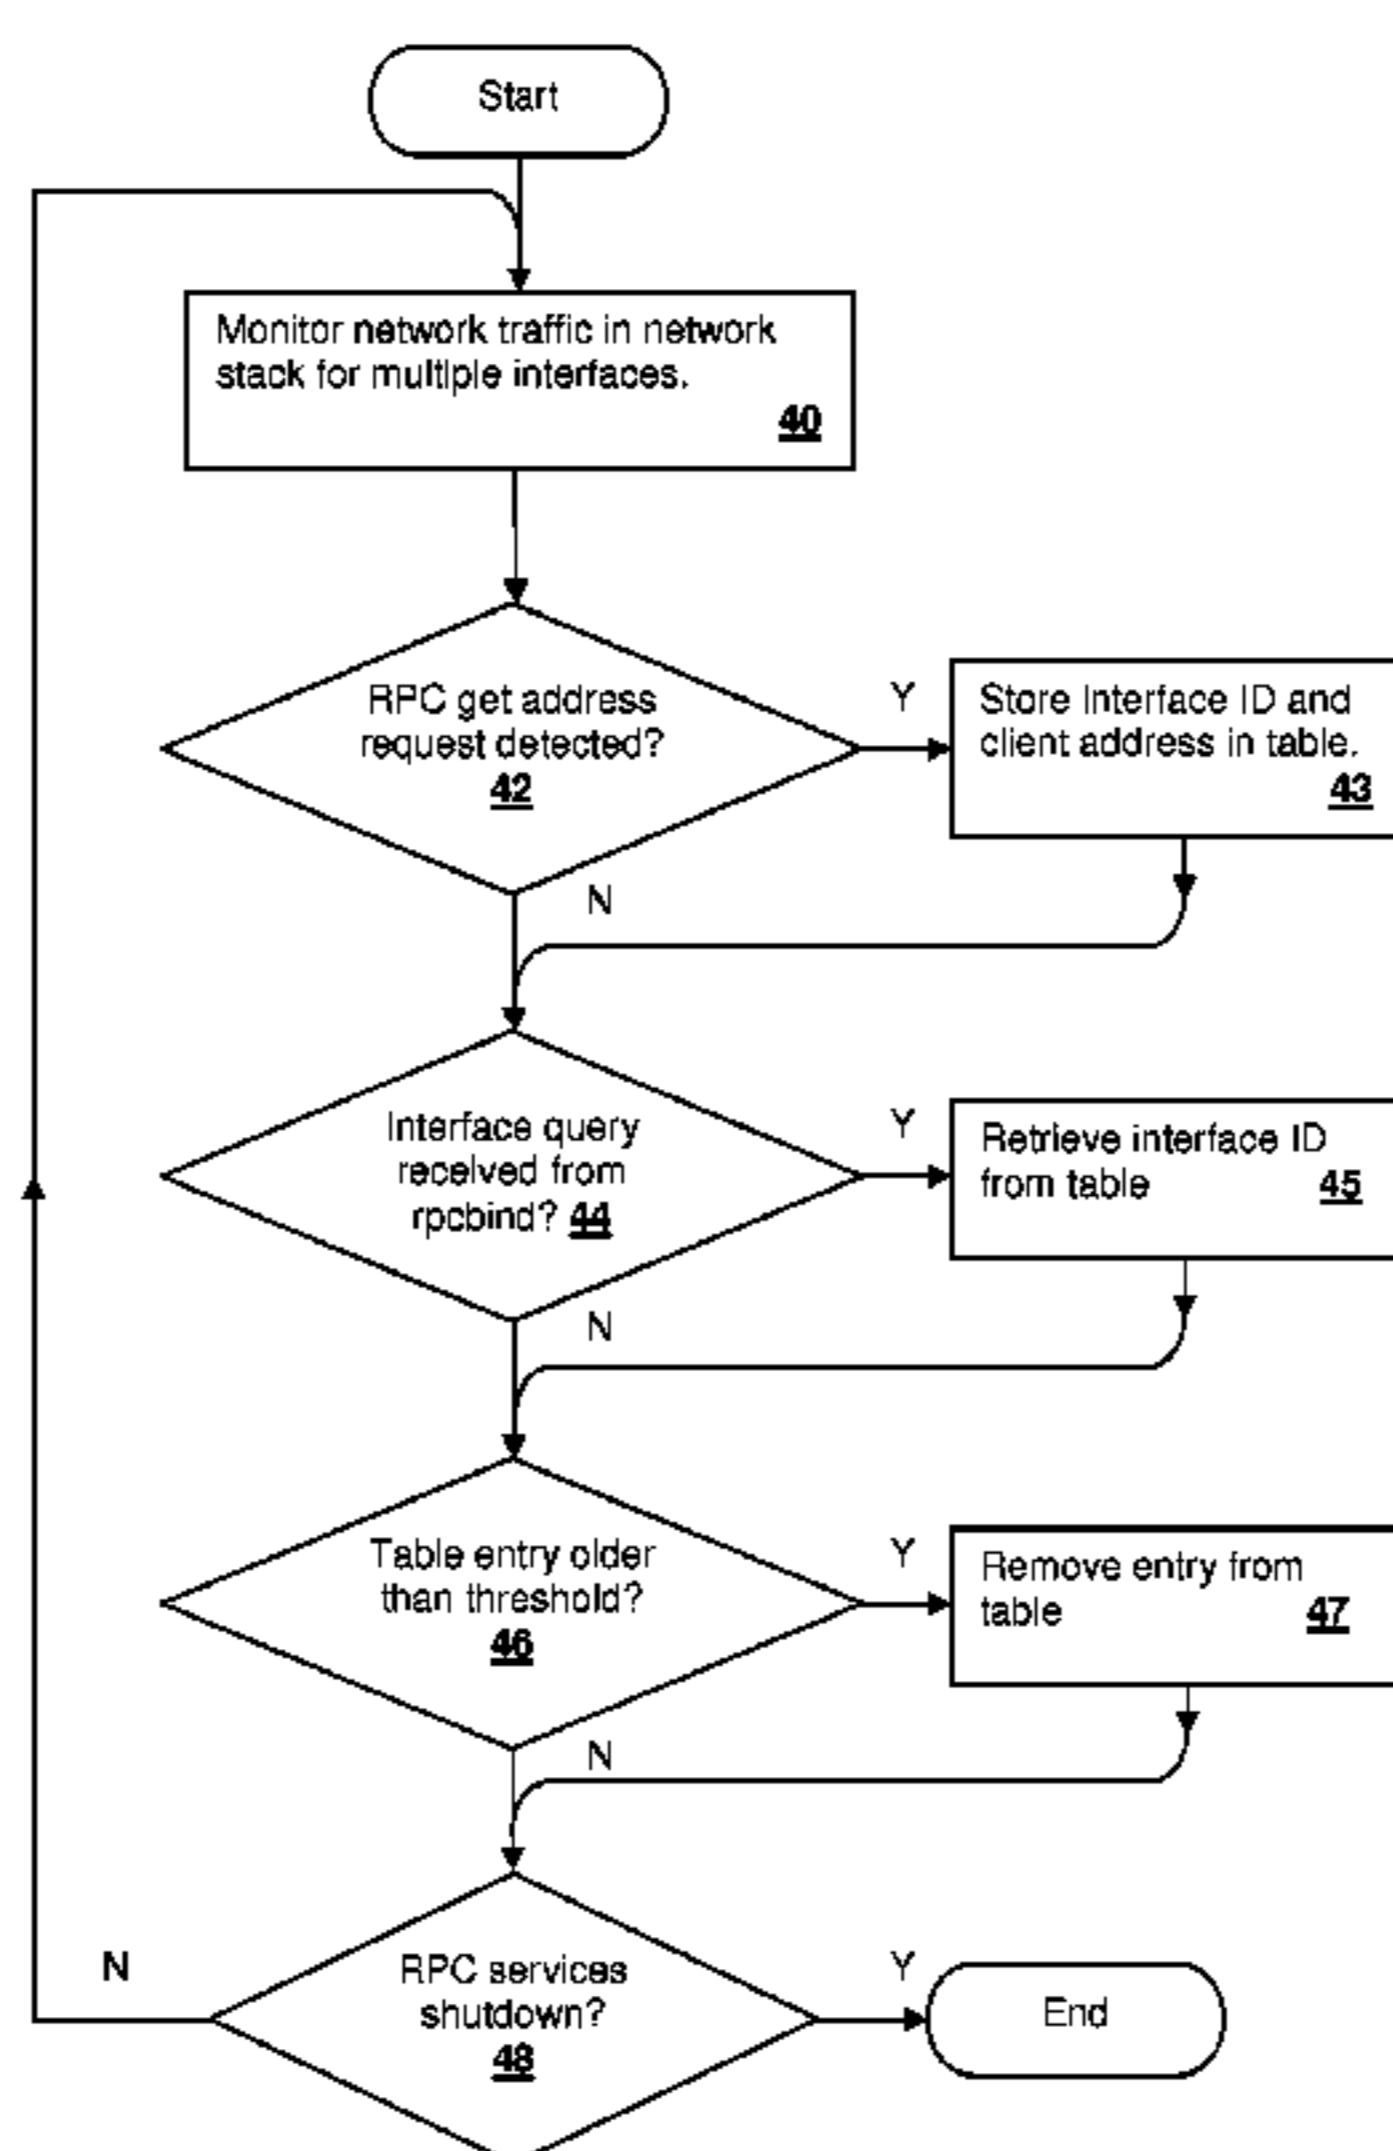 Start
Monitor network traffic in network
stack for multiple interfaces.
40
RPC get address
request detected?
42
Y
Store Interface ID and
client address in table.
43
N
Interface query
received from
rpcbind? 44
Y
Retrieve interface ID
from table 45
N
Table entry older
than threshold?
46
Y
Remove entry from
table 47
N
RPC services
shutdown?
48
N
Y
End